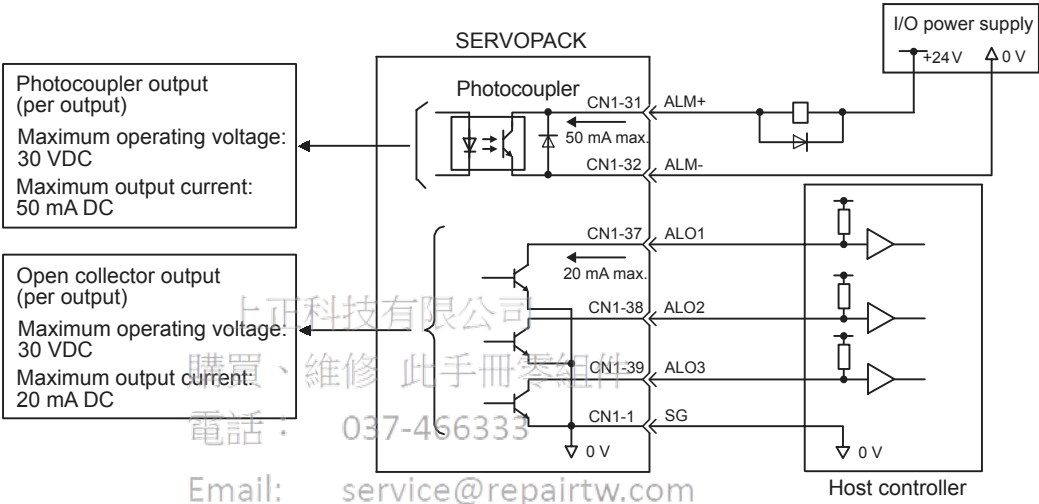 I/O power supply
+24 V 0 V
SERVOPACK
Photocoupler output
(per output)
Maximum operating voltage:
30 VDC
Maximum output current:
50 mA DC
Photocoupler
CN1-31 ALM+
50 mA max.
CN1-32 ALM-
CN1-37 ALO1
20 mA max.
CN1-38 ALO2
CN1-39 ALO3
CN1-1 SG
0 V
0 V
Host controller
Open collector output
(per output)
Maximum operating voltage:
30 VDC
Maximum output current:
20 mA DC
上正科技有限公司
購買、維修 此手冊零組件
電話： 037-466333
Email: service@repairtw.com